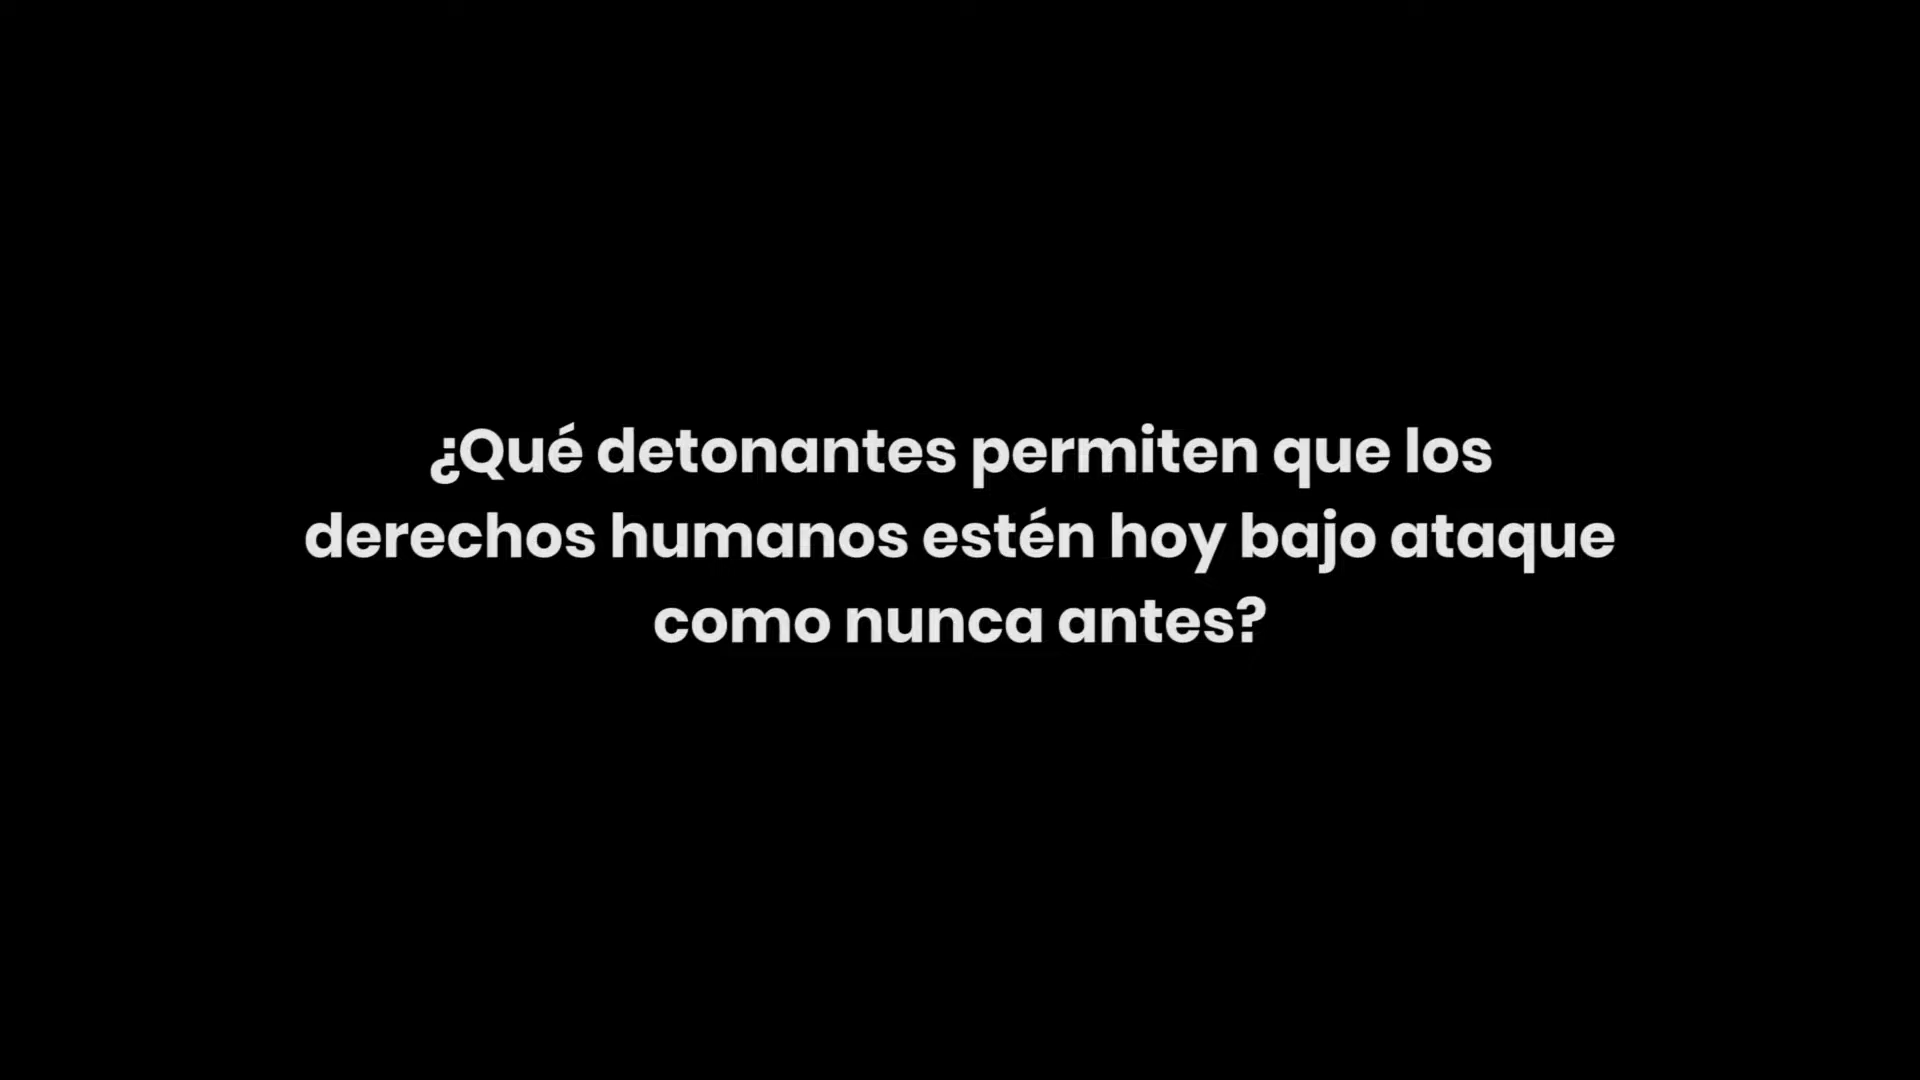 ¿Qué detonantes permiten que los
derechos humanos estén hoy bajo ataque
como nunca antes?